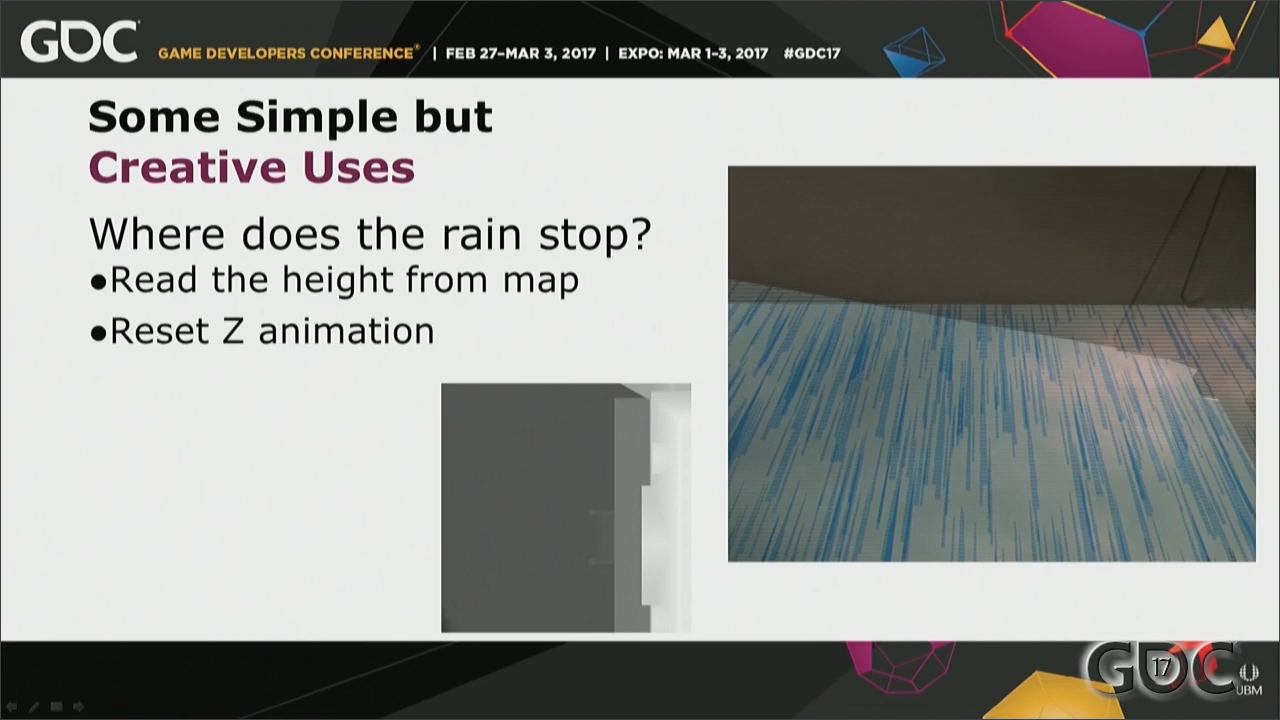 GDC
GAME DEVELOPERS CONFERENCE® | FEB 27–MAR 3, 2017 | EXPO: MAR 1–3, 2017 #GDC17
Some Simple but
Creative Uses
Where does the rain stop?
●Read the height from map
●Reset Z animation
GDC
17
UBM